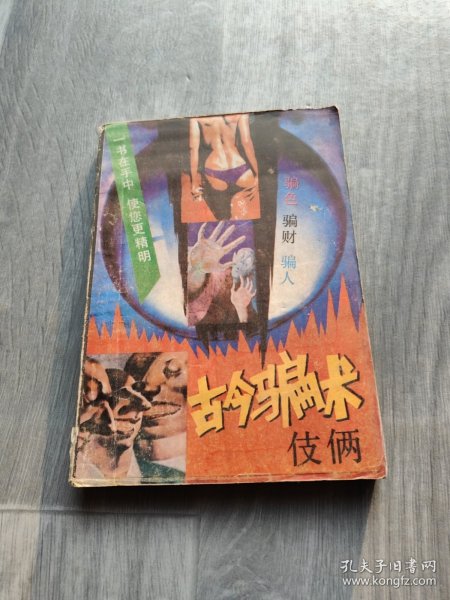 一书在手中 使您更精明
骗色 骗财 骗人
古今骗术
伎俩
孔夫子旧书网
www.kongfz.com